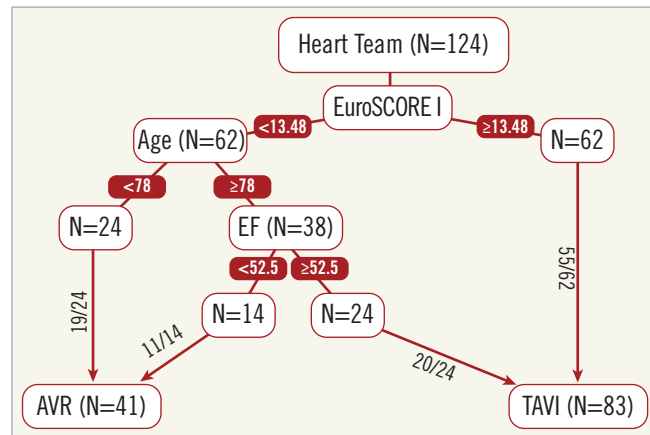 Heart Team (N=124)
EuroSCORE I
<13.48
≥13.48
Age (N=62)
N=62
<78
≥78
N=24
EF (N=38)
<52.5
≥52.5
N=14
N=24
19/24
11/14
20/24
55/62
AVR (N=41)
TAVI (N=83)